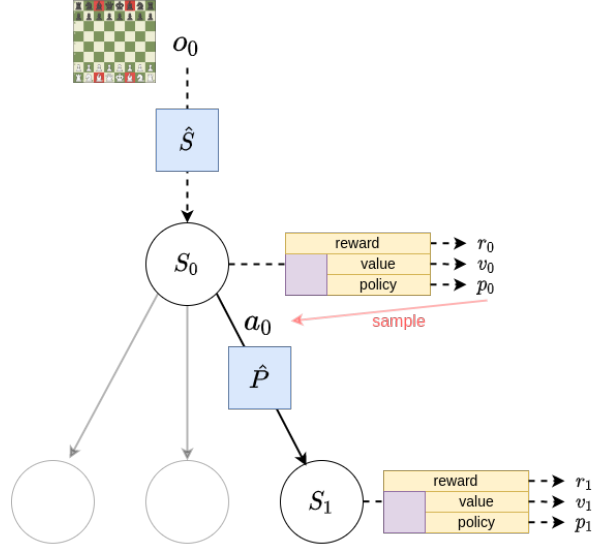 o₀
Ŝ
S₀
reward
value
policy
r₀
v₀
p₀
sample
a₀
P̂
S₁
reward
value
policy
r₁
v₁
p₁